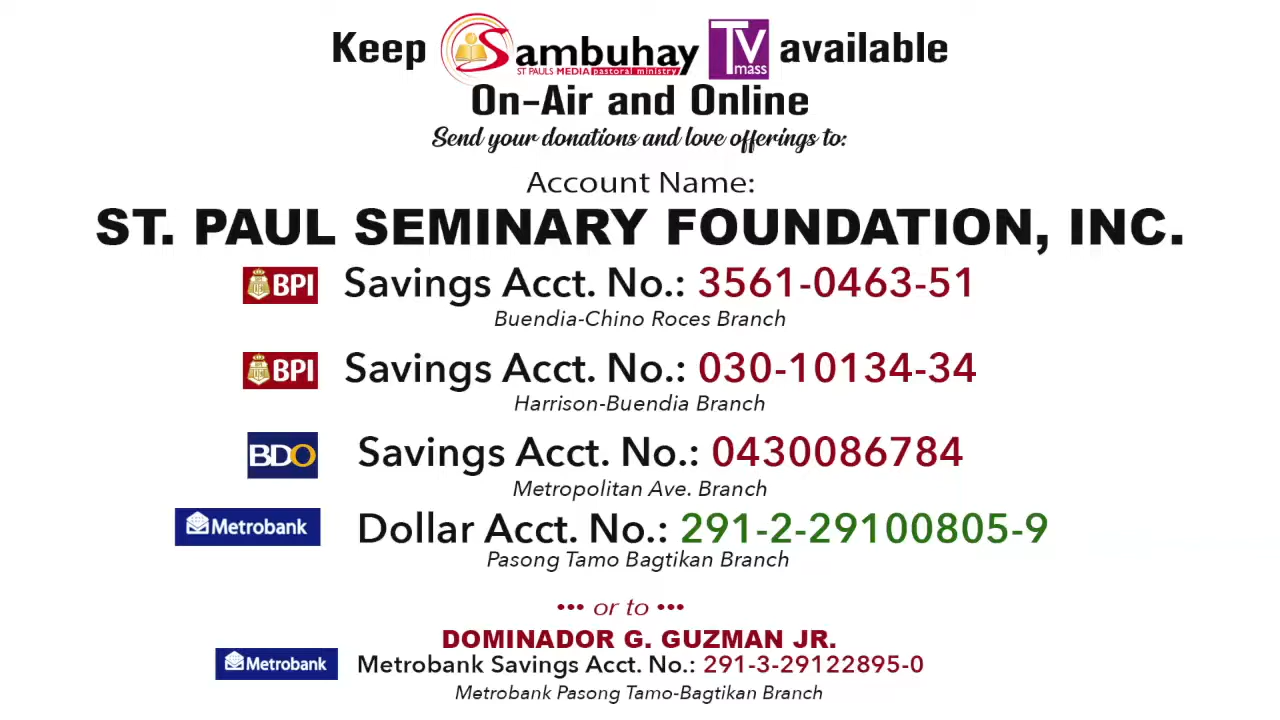 Keep Sambuhay TV mass available
ST PAULS MEDIA pastoral ministry
On-Air and Online
Send your donations and love offerings to:
Account Name:
ST. PAUL SEMINARY FOUNDATION, INC.
BPI Savings Acct. No.: 3561-0463-51
Buendia-Chino Roces Branch
BPI Savings Acct. No.: 030-10134-34
Harrison-Buendia Branch
BDO Savings Acct. No.: 0430086784
Metropolitan Ave. Branch
Metrobank Dollar Acct. No.: 291-2-29100805-9
Pasong Tamo Bagtikan Branch
••• or to •••
DOMINADOR G. GUZMAN JR.
Metrobank Metrobank Savings Acct. No.: 291-3-29122895-0
Metrobank Pasong Tamo-Bagtikan Branch